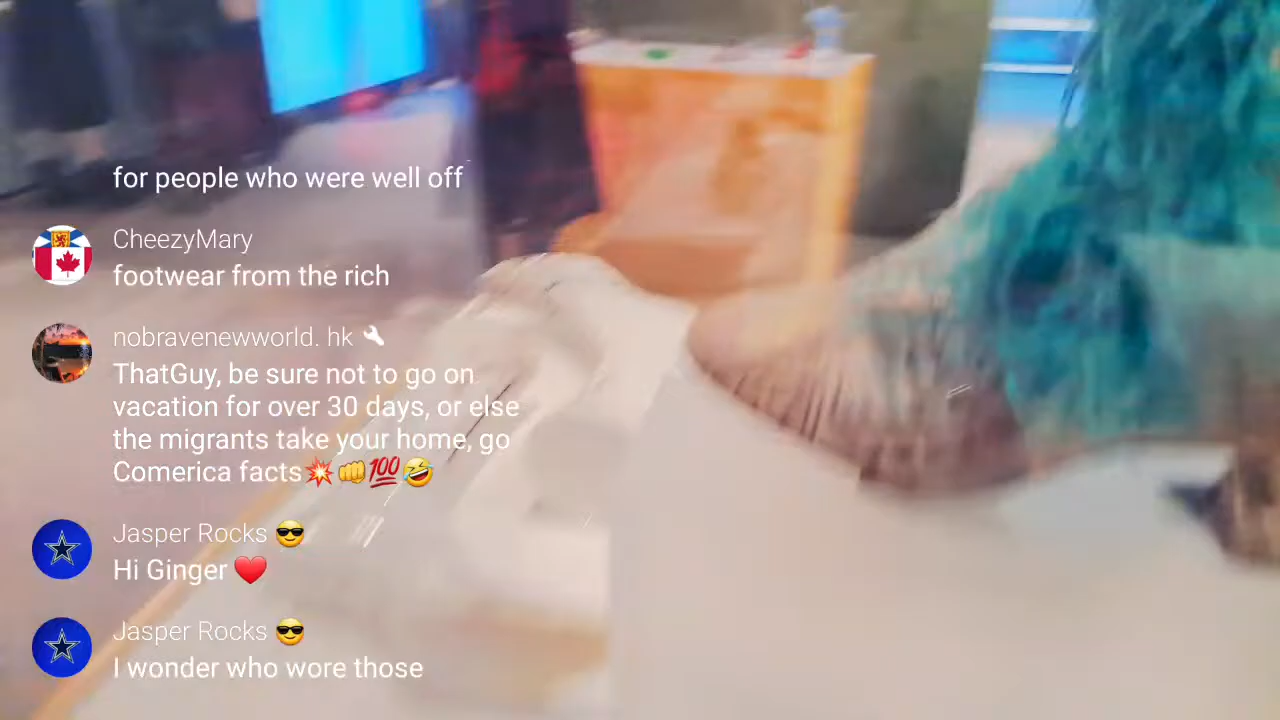 for people who were well off
CheezyMary
footwear from the rich
nobravenewworld. hk 🔧
ThatGuy, be sure not to go on
vacation for over 30 days, or else
the migrants take your home, go
Comerica facts💥👊💯🤣
Jasper Rocks 😎
Hi Ginger ❤️
Jasper Rocks 😎
I wonder who wore those